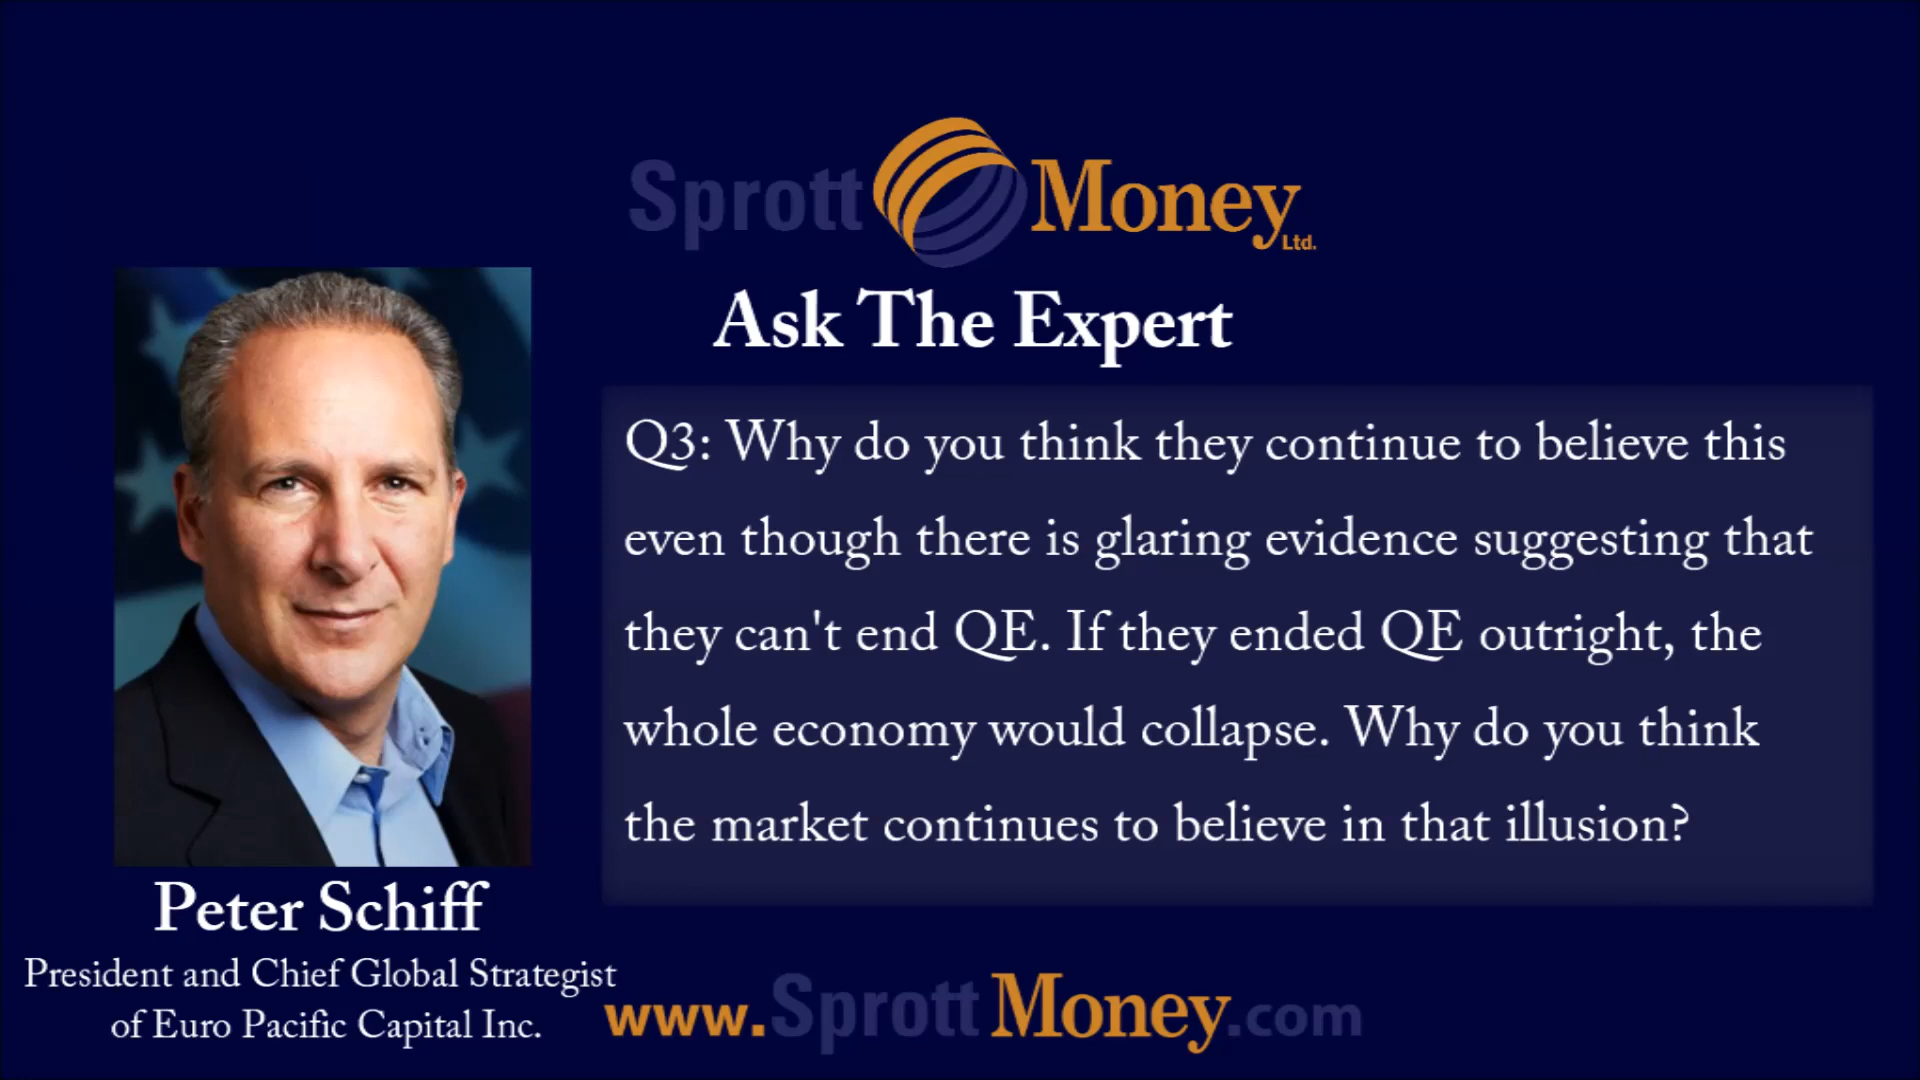 Sprott Money Ltd.
Ask The Expert
Q3: Why do you think they continue to believe this
even though there is glaring evidence suggesting that
they can't end QE. If they ended QE outright, the
whole economy would collapse. Why do you think
the market continues to believe in that illusion?
Peter Schiff
President and Chief Global Strategist
of Euro Pacific Capital Inc.
www.SprottMoney.com